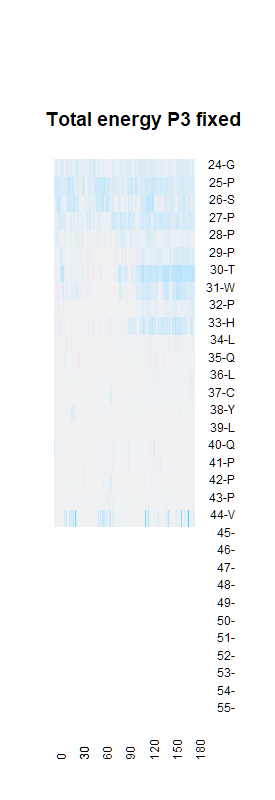 Total energy P3 fixed
24-G
25-P
26-S
27-P
28-P
29-P
30-T
31-W
32-P
33-H
34-L
35-Q
36-L
37-C
38-Y
39-L
40-Q
41-P
42-P
43-P
44-V
45-
46-
47-
48-
49-
50-
51-
52-
53-
54-
55-
0 30 60 90 120 150 180